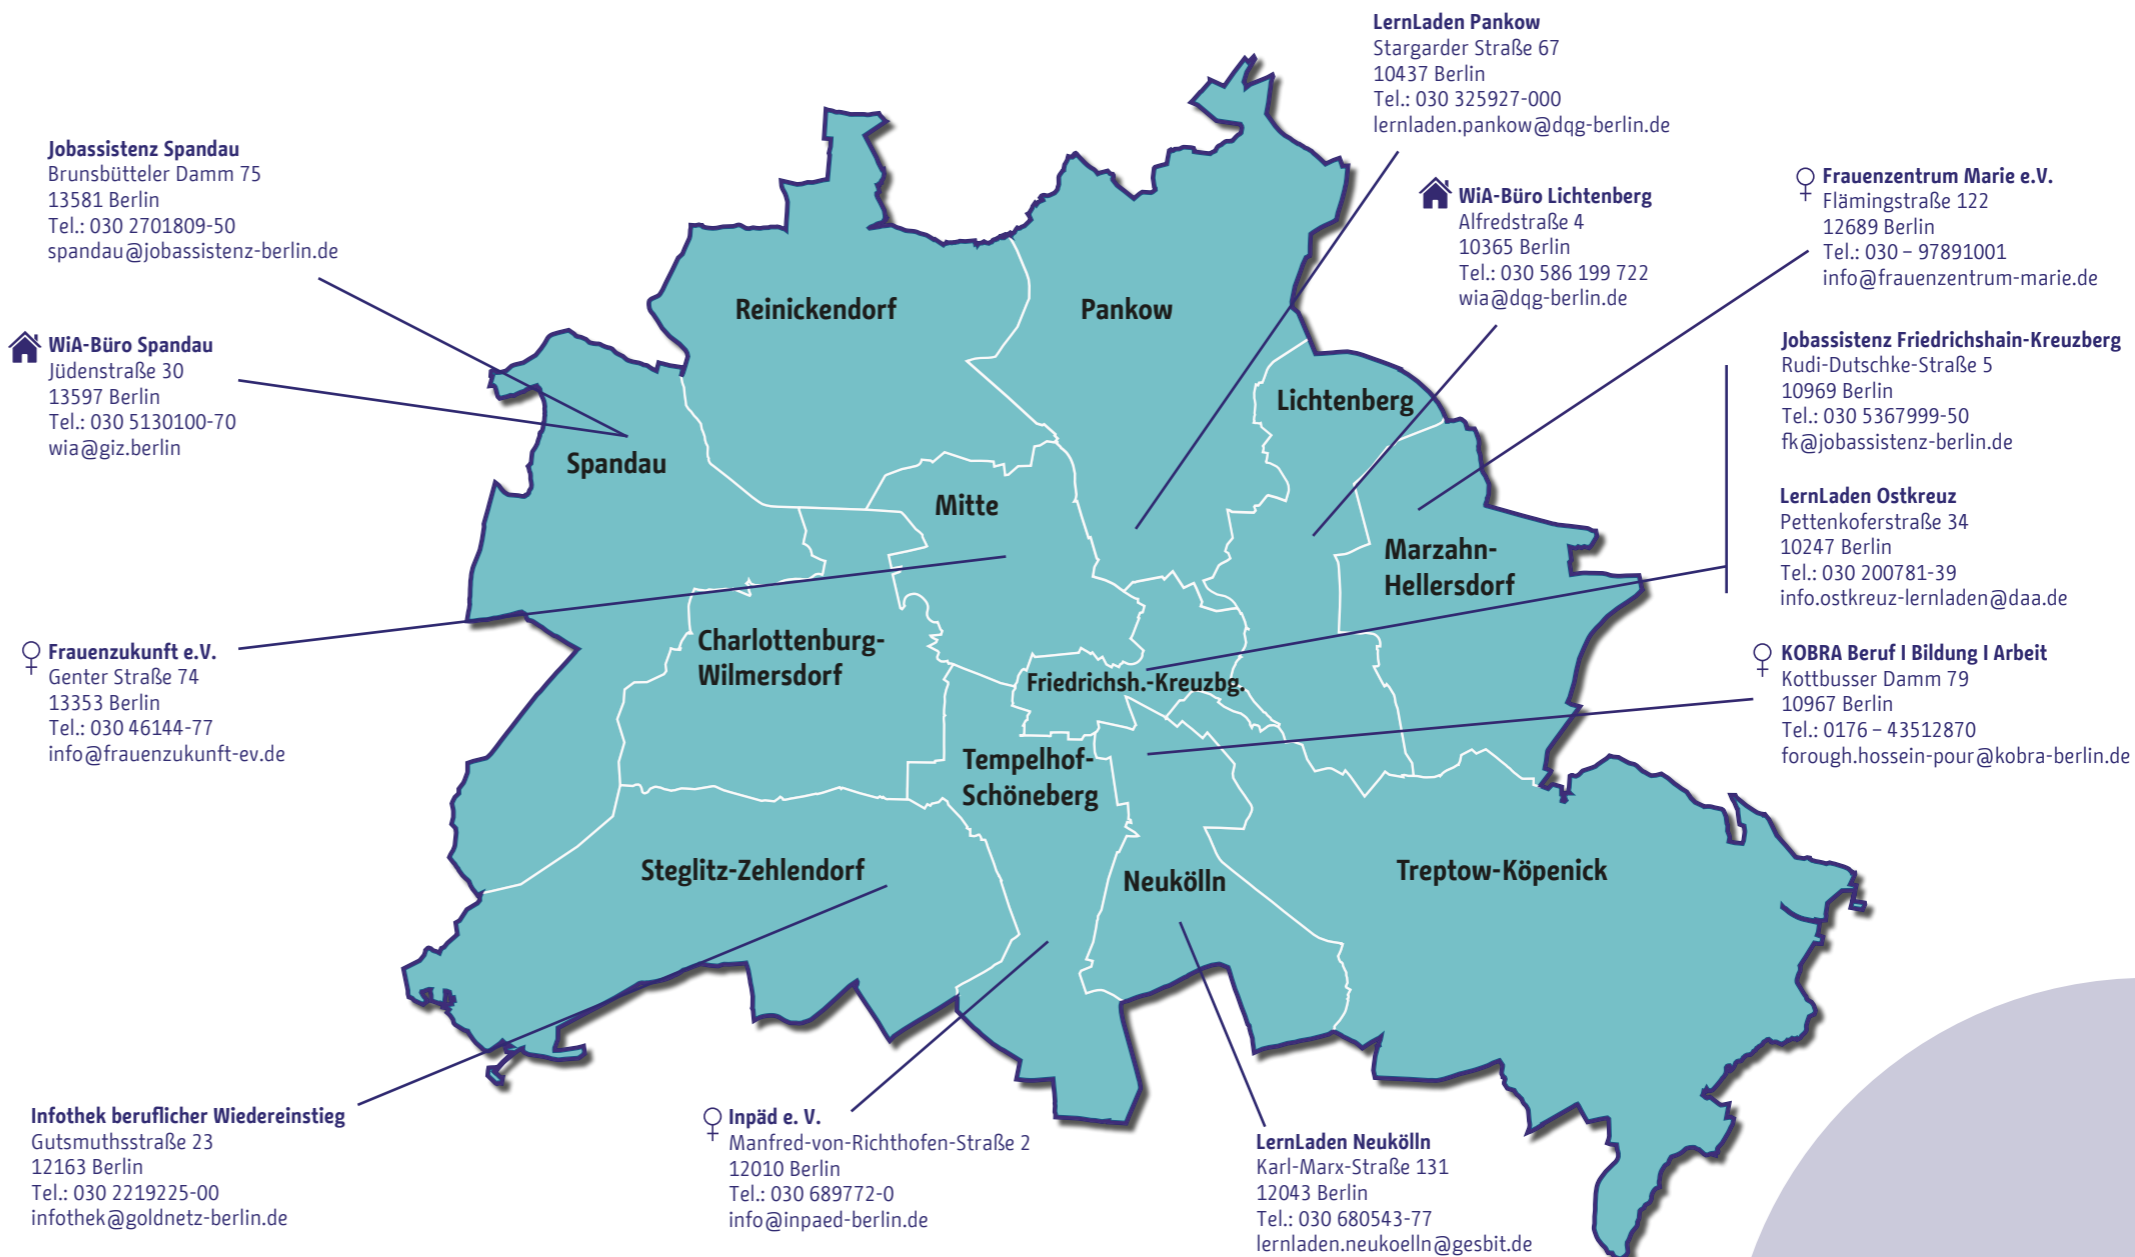 LernLaden Pankow
Stargarder Straße 67
10437 Berlin
Tel.: 030 325927-000
lernladen.pankow@dqg-berlin.de
Jobassistenz Spandau
Brunsbütteler Damm 75
13581 Berlin
Tel.: 030 2701809-50
spandau@jobassistenz-berlin.de
WiA-Büro Lichtenberg
Alfredstraße 4
10365 Berlin
Tel.: 030 586 199 722
wia@dqg-berlin.de
Frauenzentrum Marie e.V.
Flämingstraße 122
12689 Berlin
Tel.: 030 – 97891001
info@frauenzentrum-marie.de
WiA-Büro Spandau
Jüdenstraße 30
13597 Berlin
Tel.: 030 5130100-70
wia@giz.berlin
Jobassistenz Friedrichshain-Kreuzberg
Rudi-Dutschke-Straße 5
10969 Berlin
Tel.: 030 5367999-50
fk@jobassistenz-berlin.de
LernLaden Ostkreuz
Pettenkoferstraße 34
10247 Berlin
Tel.: 030 200781-39
info.ostkreuz-lernladen@daa.de
Reinickendorf
Pankow
Lichtenberg
Spandau
Mitte
Marzahn-
Hellersdorf
Charlottenburg-
Wilmersdorf
Friedrichsh.-Kreuzbg.
Tempelhof-
Schöneberg
Steglitz-Zehlendorf
Neukölln
Treptow-Köpenick
Frauenzukunft e.V.
Genter Straße 74
13353 Berlin
Tel.: 030 46144-77
info@frauenzukunft-ev.de
KOBRA Beruf I Bildung I Arbeit
Kottbusser Damm 79
10967 Berlin
Tel.: 0176 – 43512870
forough.hossein-pour@kobra-berlin.de
Infothek beruflicher Wiedereinstieg
Gutsmuthsstraße 23
12163 Berlin
Tel.: 030 2219225-00
infothek@goldnetz-berlin.de
Inpäd e. V.
Manfred-von-Richthofen-Straße 2
12010 Berlin
Tel.: 030 689772-0
info@inpaed-berlin.de
LernLaden Neukölln
Karl-Marx-Straße 131
12043 Berlin
Tel.: 030 680543-77
lernladen.neukoelln@gesbit.de